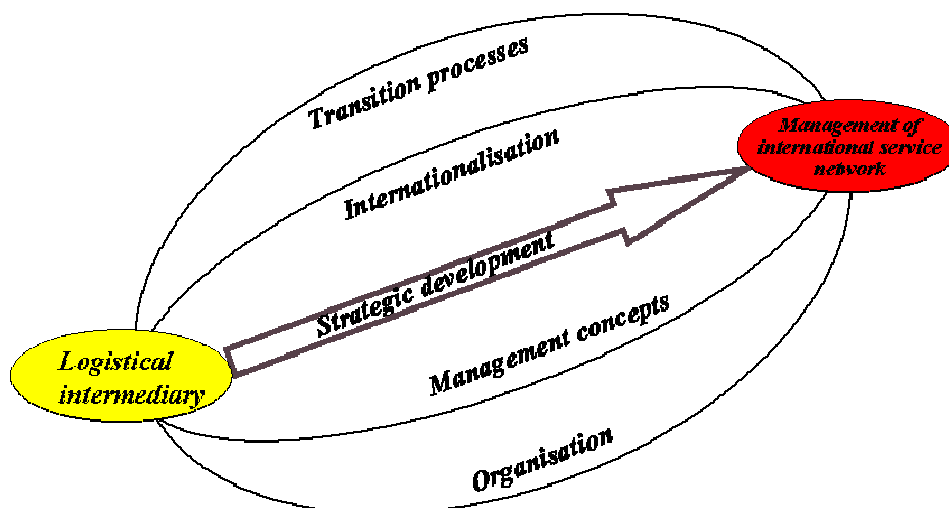 Transition processes
Internationalisation
Management of
international service
network
Strategic development
Logistical
intermediary
Management concepts
Organisation